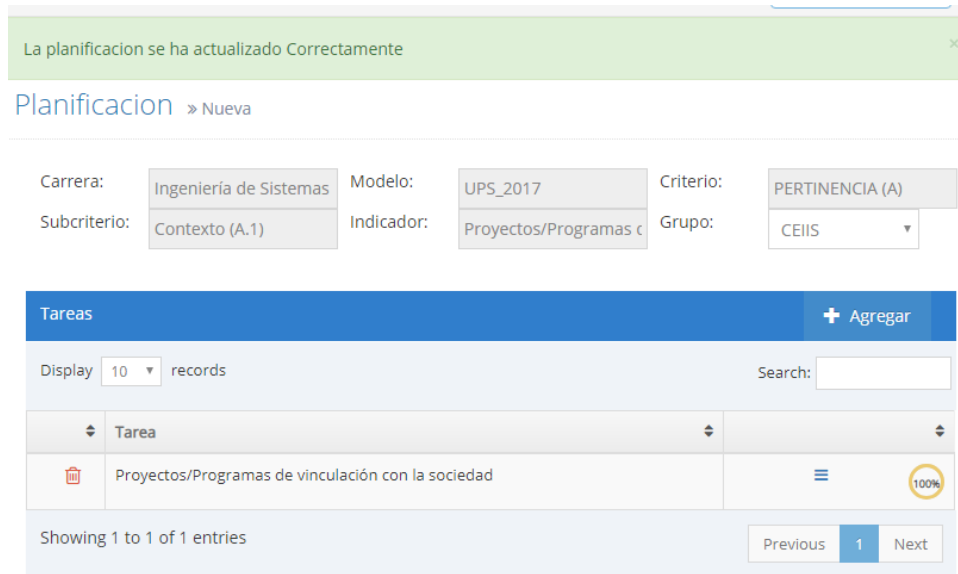 La planificacion se ha actualizado Correctamente ×
Planificacion » Nueva
Carrera: Ingeniería de Sistemas Modelo: UPS_2017 Criterio: PERTINENCIA (A)
Subcriterio: Contexto (A.1) Indicador: Proyectos/Programas Grupo: CEIIS
Tareas + Agregar
Display 10 records Search:
Tarea
Proyectos/Programas de vinculación con la sociedad 100%
Showing 1 to 1 of 1 entries Previous 1 Next